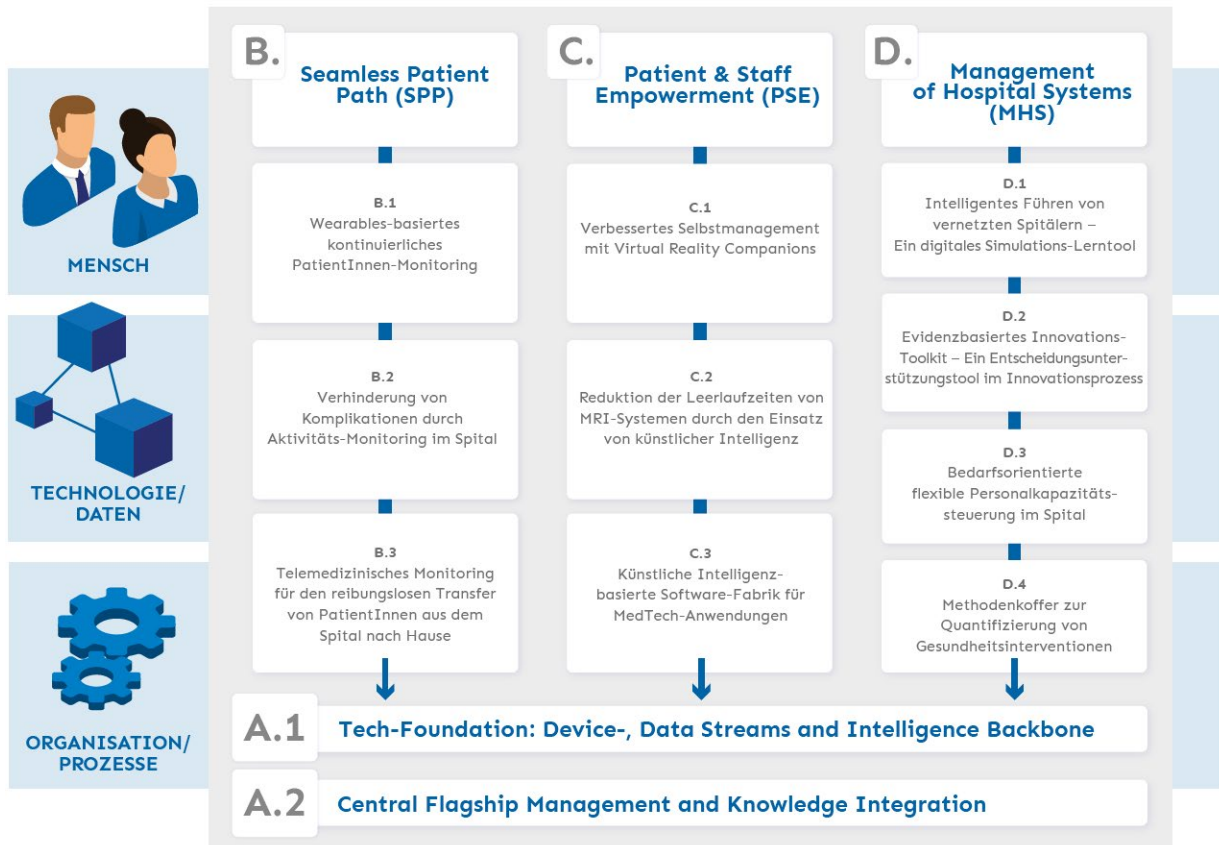 MENSCH
TECHNOLOGIE/
DATEN
ORGANISATION/
PROZESSE
B.
Seamless Patient
Path (SPP)
B.1
Wearables-basiertes
kontinuierliches
PatientInnen-Monitoring
B.2
Verhinderung von
Komplikationen durch
Aktivitäts-Monitoring im Spital
B.3
Telemedizinisches Monitoring
für den reibungslosen Transfer
von PatientInnen aus dem
Spital nach Hause
C.
Patient & Staff
Empowerment (PSE)
C.1
Verbessertes Selbstmanagement
mit Virtual Reality Companions
C.2
Reduktion der Leerlaufzeiten von
MRI-Systemen durch den Einsatz
von künstlicher Intelligenz
C.3
Künstliche Intelligenz-
basierte Software-Fabrik für
MedTech-Anwendungen
D.
Management
of Hospital Systems
(MHS)
D.1
Intelligentes Führen von
vernetzten Spitälern –
Ein digitales Simulations-Lerntool
D.2
Evidenzbasiertes Innovations-
Toolkit – Ein Entscheidungsunter-
stützungstool im Innovationsprozess
D.3
Bedarfsorientierte
flexible Personalkapazitäts-
steuerung im Spital
D.4
Methodenkoffer zur
Quantifizierung von
Gesundheitsinterventionen
A.1 Tech-Foundation: Device-, Data Streams and Intelligence Backbone
A.2 Central Flagship Management and Knowledge Integration